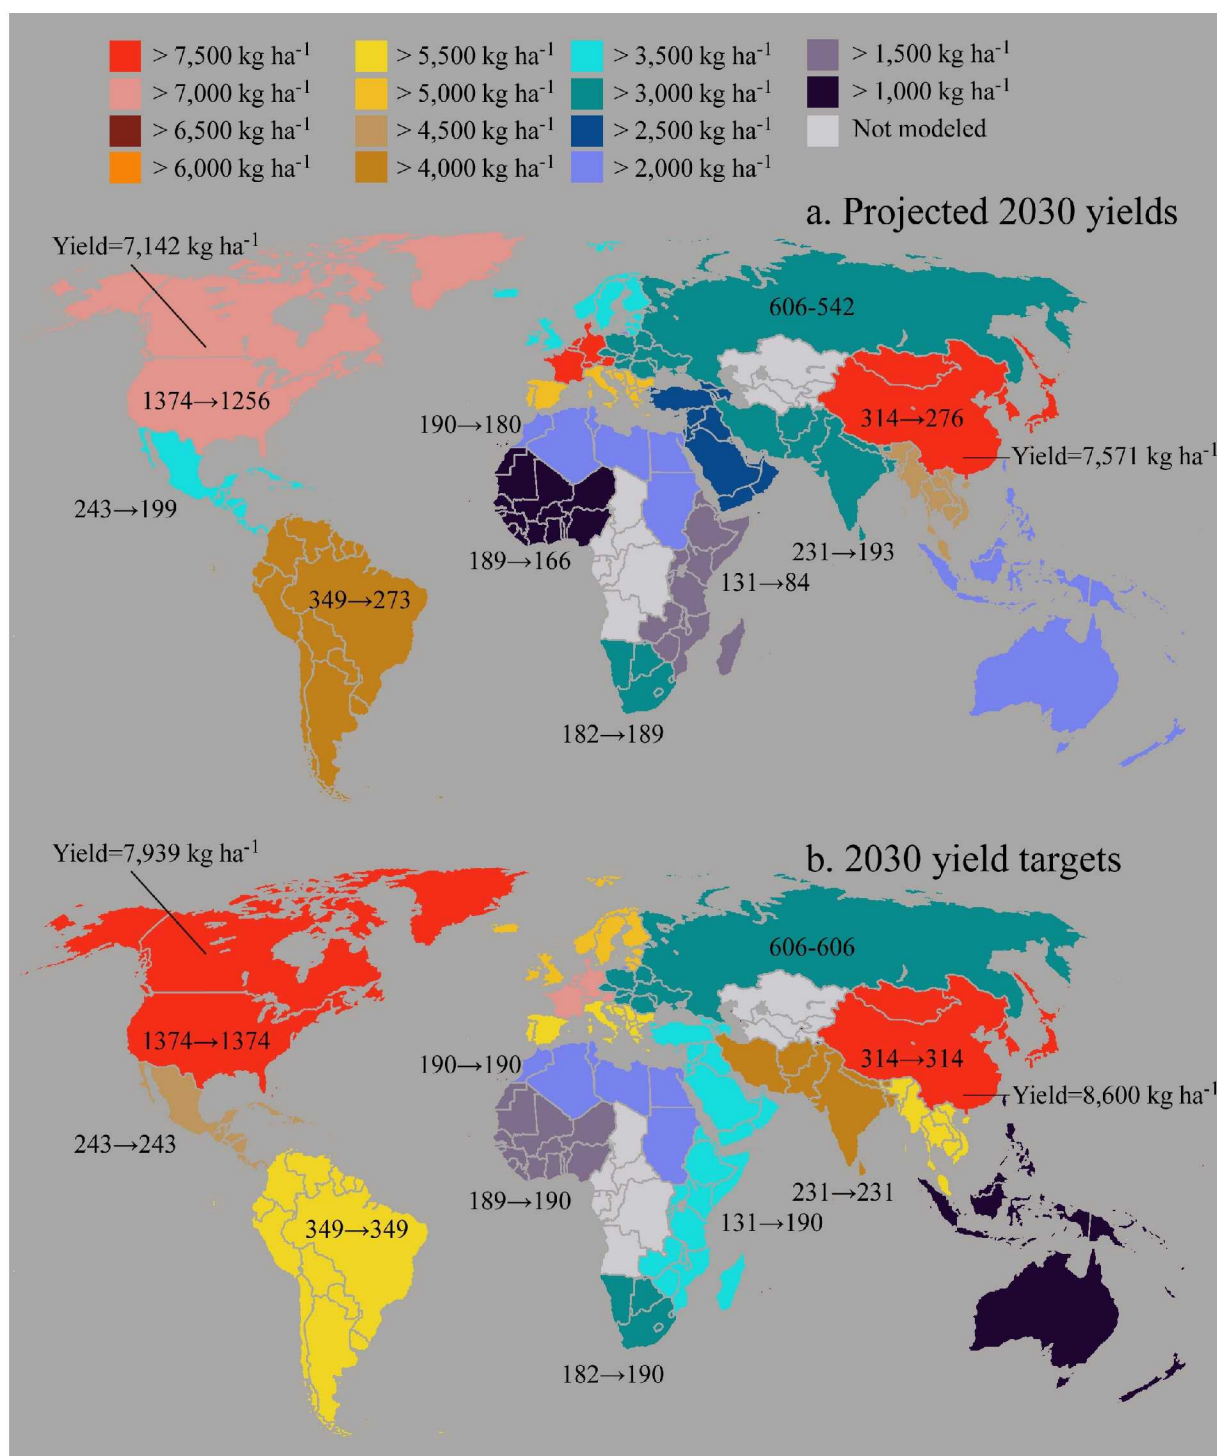 > 7,500 kg ha⁻¹
> 7,000 kg ha⁻¹
> 6,500 kg ha⁻¹
> 6,000 kg ha⁻¹
> 5,500 kg ha⁻¹
> 5,000 kg ha⁻¹
> 4,500 kg ha⁻¹
> 4,000 kg ha⁻¹
> 3,500 kg ha⁻¹
> 3,000 kg ha⁻¹
> 2,500 kg ha⁻¹
> 2,000 kg ha⁻¹
> 1,500 kg ha⁻¹
> 1,000 kg ha⁻¹
Not modeled
a. Projected 2030 yields
Yield=7,142 kg ha⁻¹
606-542
1374→1256
190→180
314→276
Yield=7,571 kg ha⁻¹
243→199
189→166
231→193
131→84
349→273
182→189
b. 2030 yield targets
Yield=7,939 kg ha⁻¹
606-606
1374→1374
190→190
314→314
Yield=8,600 kg ha⁻¹
243→243
189→190
231→231
131→190
349→349
182→190